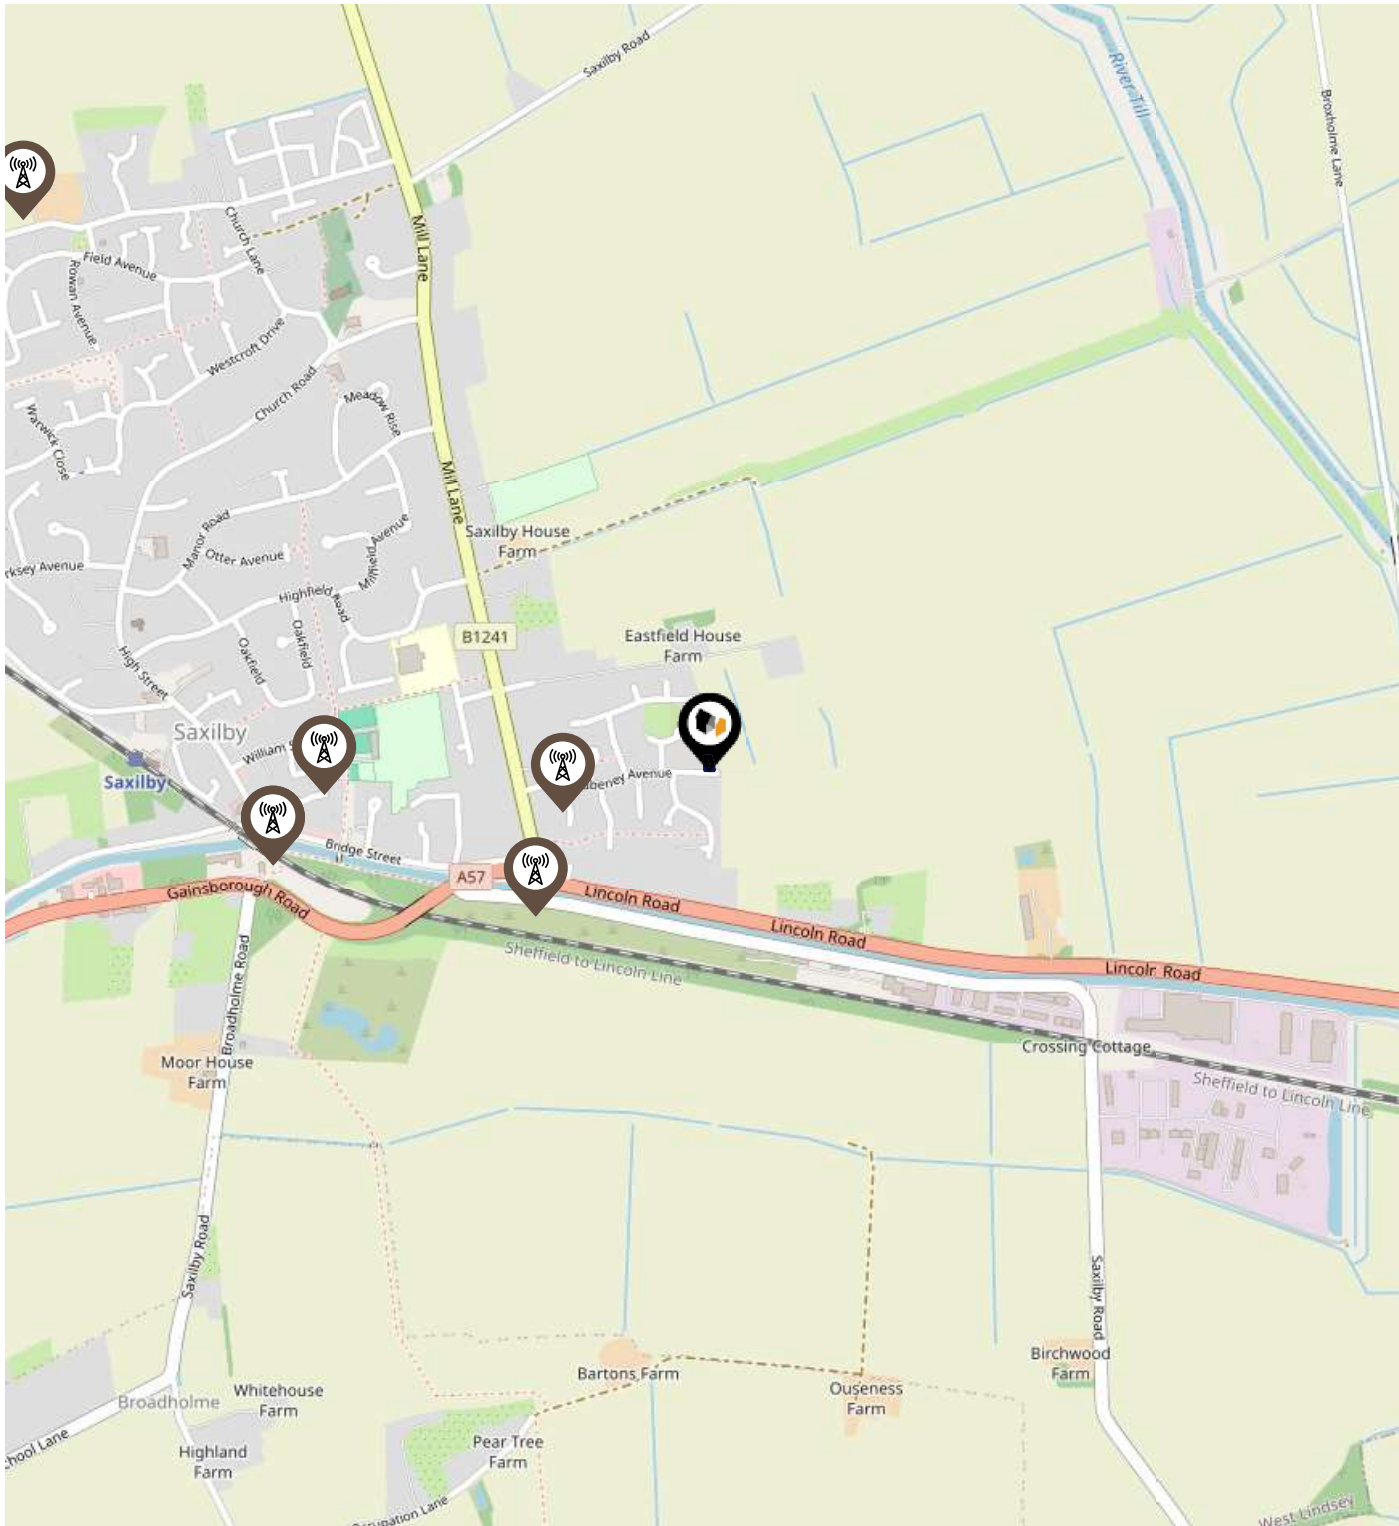 Saxilby Road
River Till
Broxholme Lane
Church Lane
Mill Lane
Field Avenue
Rowan Avenue
Westcroft Drive
Church Road
Meadow Rise
Warwick Close
Mill Lane
Manor Road
Saxilby House
Farm
Otter Avenue
Millfield Avenue
rksey Avenue
Highfield Road
Oakfield
Oakfield
B1241
Eastfield House
Farm
High Street
Saxilby
William S
Saxilby
beney Avenue
Bridge Street
A57
Gainsborough Road
Lincoln Road
Lincoln Road
Lincoln Road
Sheffield to Lincoln Line
Broadholme Road
Crossing Cottage
Moor House
Farm
Sheffield to Lincoln Line
Saxilby Road
Saxilby Road
Birchwood
Farm
Bartons Farm
Ouseness
Farm
Whitehouse
Farm
Broadholme
chool Lane
Highland
Farm
Pear Tree
Farm
Occupation Lane
West Lindsey